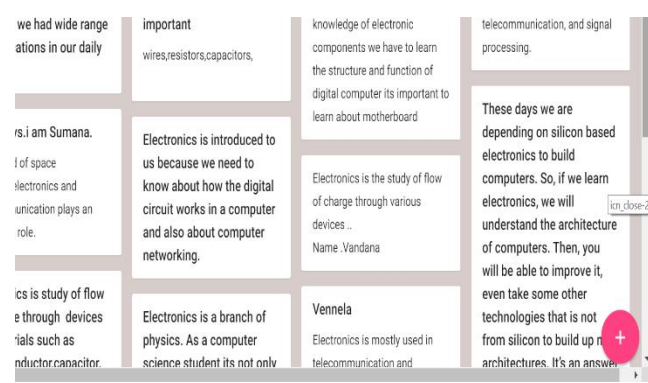 we had wide range
ations in our daily
vs.i am Sumana.
d of space
electronics and
unication plays an
role.
ics is study of flow
e through devices
rials such as
nductor,capacitor,
important
wires,resistors,capacitors,
Electronics is introduced to
us because we need to
know about how the digital
circuit works in a computer
and also about computer
networking.
Electronics is a branch of
physics. As a computer
science student its not only
knowledge of electronic
components we have to learn
the structure and function of
digital computer its important to
learn about motherboard
Electronics is the study of flow
of charge through various
devices ..
Name .Vandana
Vennela
Electronics is mostly used in
telecommunication and
telecommunication, and signal
processing.
These days we are
depending on silicon based
electronics to build
computers. So, if we learn
electronics, we will
understand the architecture
of computers. Then, you
will be able to improve it,
even take some other
technologies that is not
from silicon to build up
architectures. It's an answer
icn_close-2
+